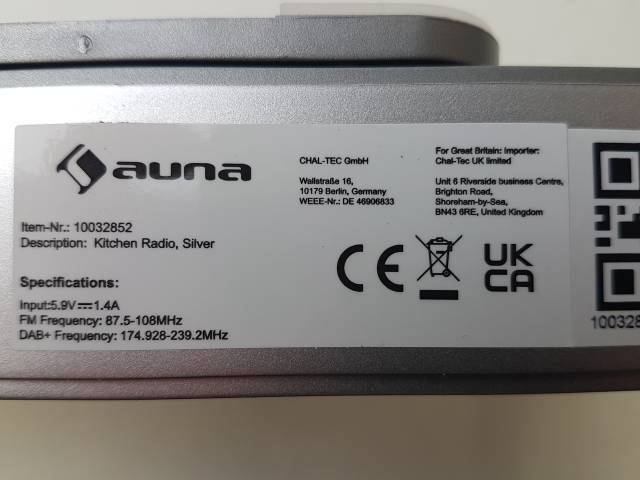 auna
Item-Nr.: 10032852
Description: Kitchen Radio, Silver
Specifications:
Input:5.9V⎓1.4A
FM Frequency: 87.5-108MHz
DAB+ Frequency: 174.928-239.2MHz
CHAL-TEC GmbH
Wallstraße 16,
10179 Berlin, Germany
WEEE-Nr.: DE 46906833
For Great Britain: Importer:
Chal-Tec UK limited
Unit 6 Riverside business Centre,
Brighton Road,
Shoreham-by-Sea,
BN43 6RE, United Kingdom
CE
UK
CA